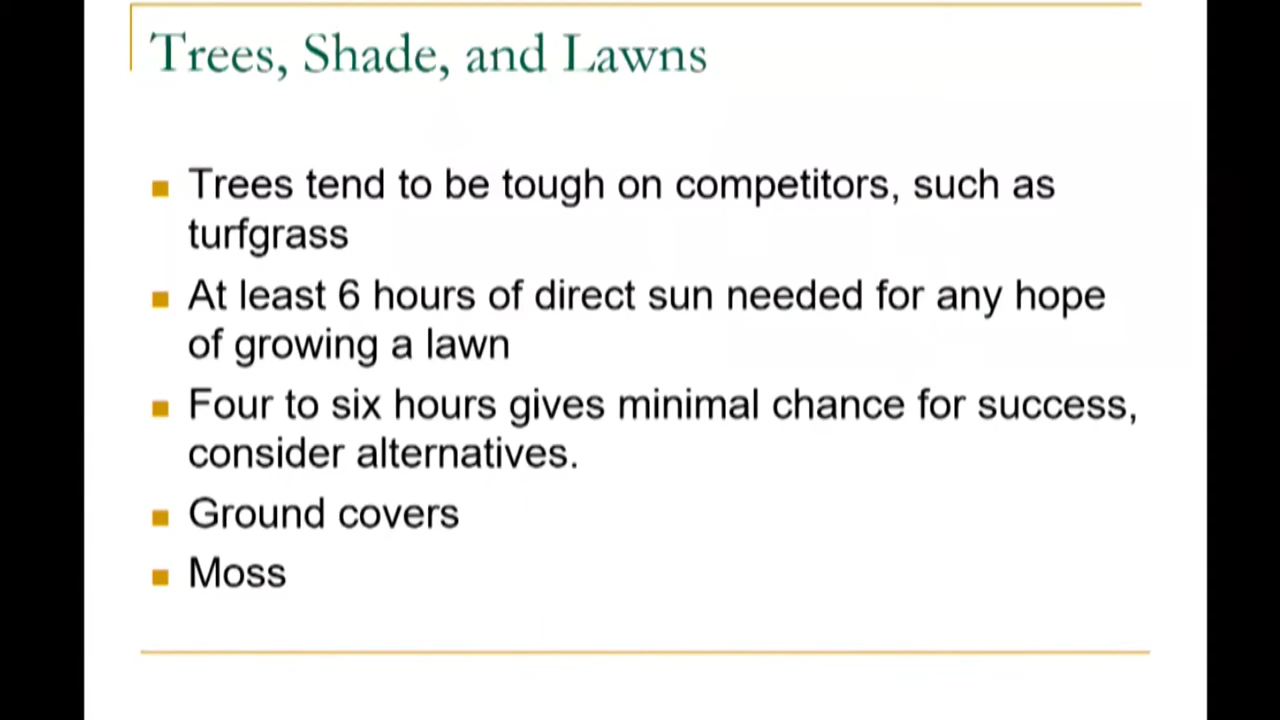 Trees, Shade, and Lawns
Trees tend to be tough on competitors, such as
turfgrass
At least 6 hours of direct sun needed for any hope
of growing a lawn
Four to six hours gives minimal chance for success,
consider alternatives.
Ground covers
Moss